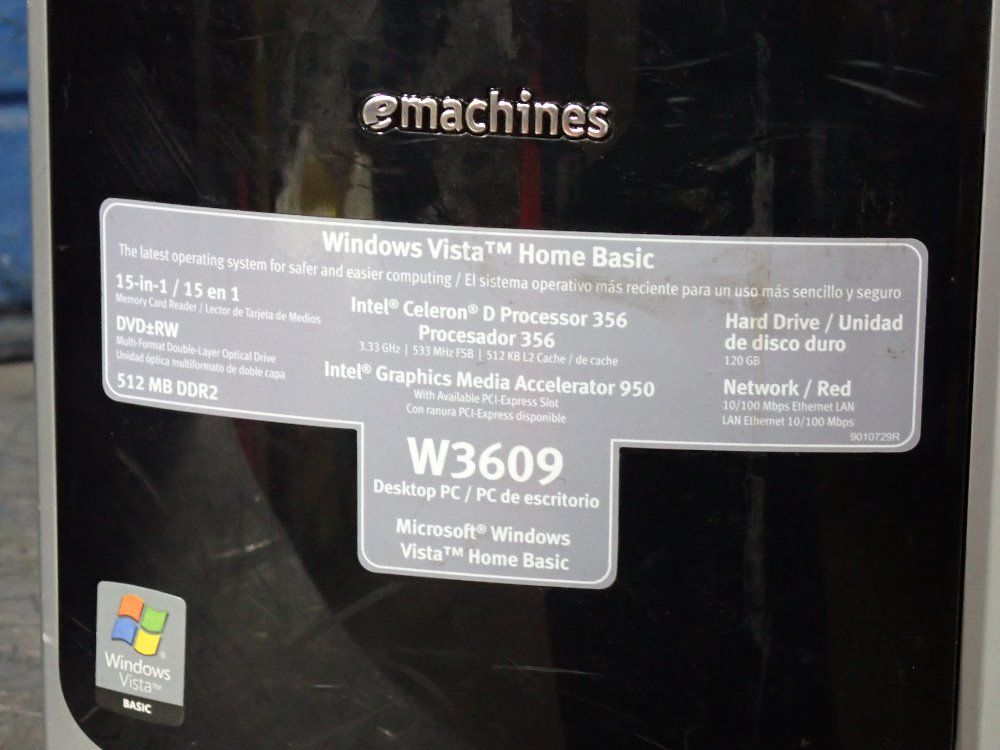 emachines
Windows Vista™ Home Basic
The latest operating system for safer and easier computing / El sistema operativo más reciente para un uso más sencillo y seguro
15-in-1 / 15 en 1
Memory Card Reader / Lector de Tarjeta de Medios
DVD±RW
Multi-Format Double-Layer Optical Drive
Unidad óptica multiformato de doble capa
512 MB DDR2
Intel® Celeron® D Processor 356
Procesador 356
3.33 GHz | 533 MHz FSB | 512 KB L2 Cache / de cache
Intel® Graphics Media Accelerator 950
With Available PCI-Express Slot
Con ranura PCI-Express disponible
Hard Drive / Unidad
de disco duro
120 GB
Network / Red
10/100 Mbps Ethernet LAN
LAN Ethernet 10/100 Mbps
9010729R
W3609
Desktop PC / PC de escritorio
Microsoft® Windows
Vista™ Home Basic
Windows®
Vista™
BASIC